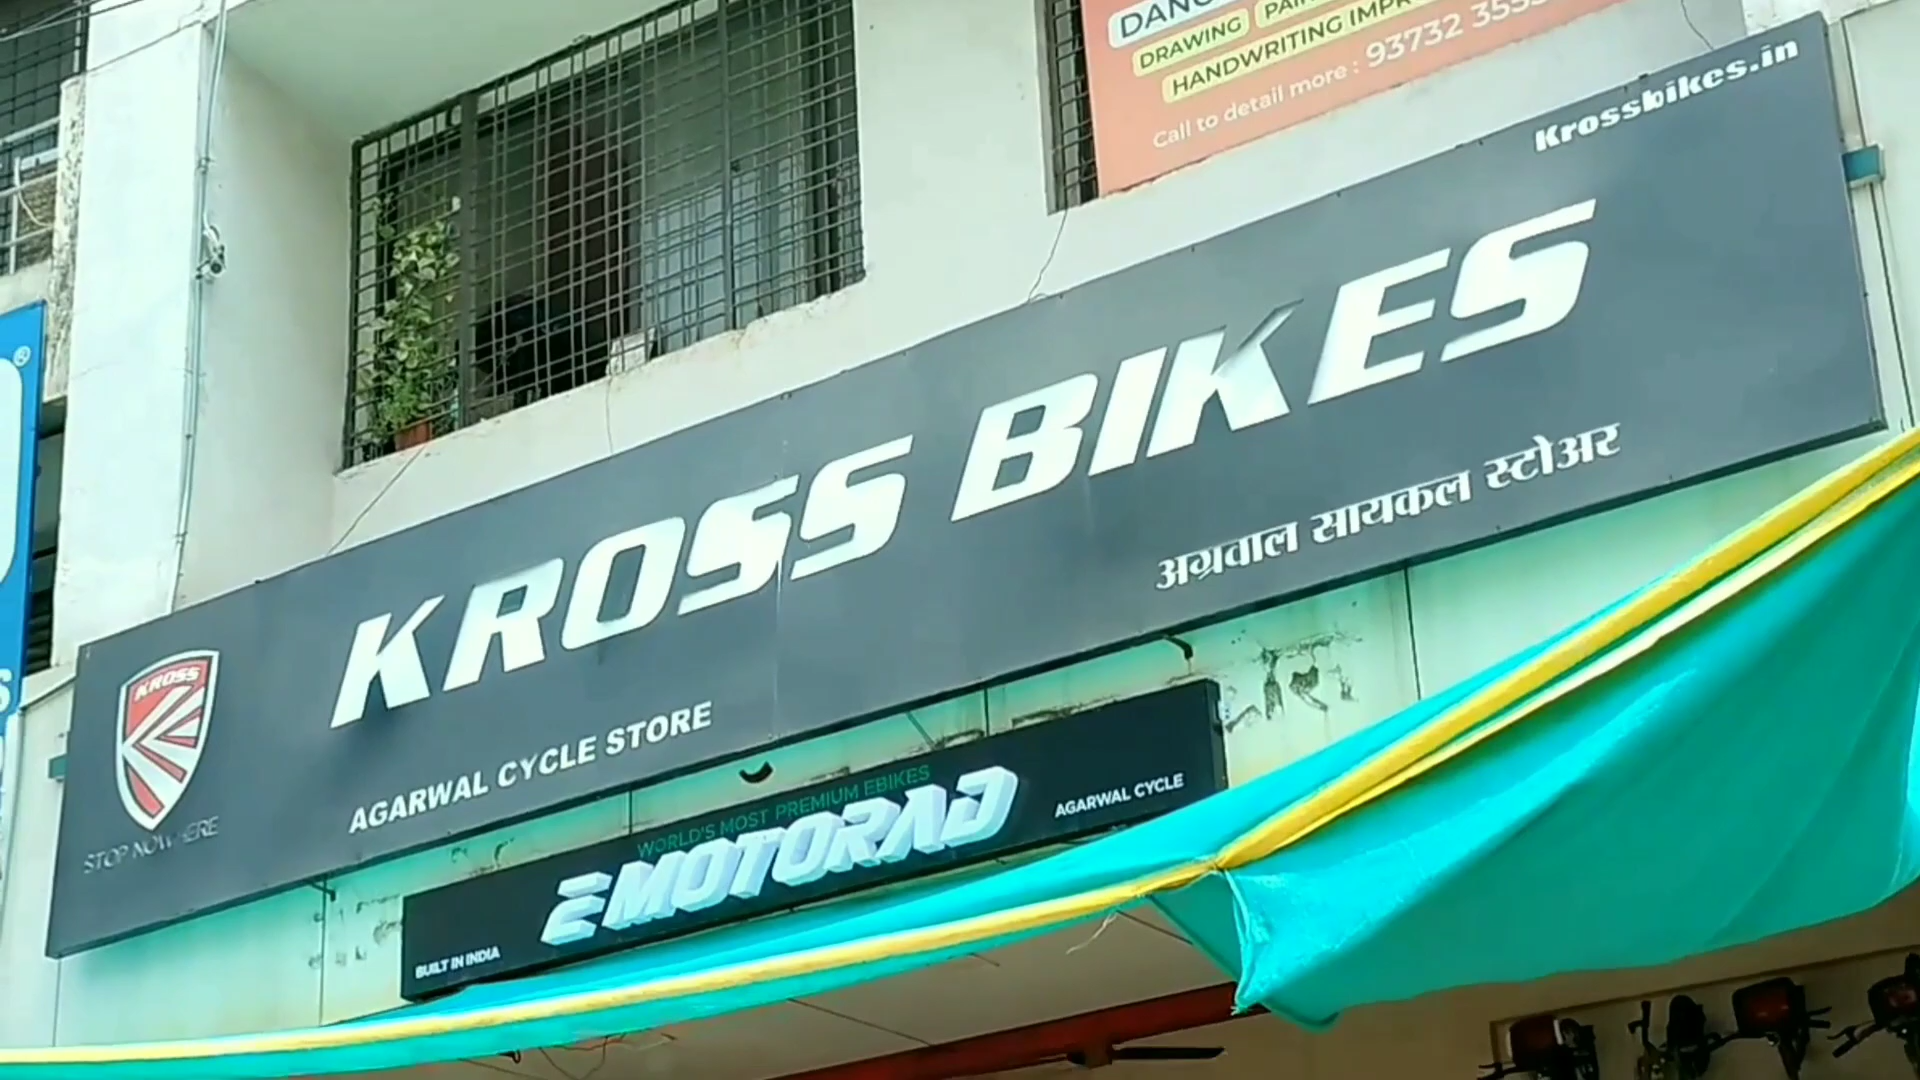 DRAWING
HANDWRITING
Call to detail more : 93732
Krossbikes.in
KROSS BIKES
अग्रवाल सायकल स्टोअर
KROSS
STOP NOWHERE
AGARWAL CYCLE STORE
WORLD'S MOST PREMIUM EBIKES
EMOTORAD
AGARWAL CYCLE
BUILT IN INDIA